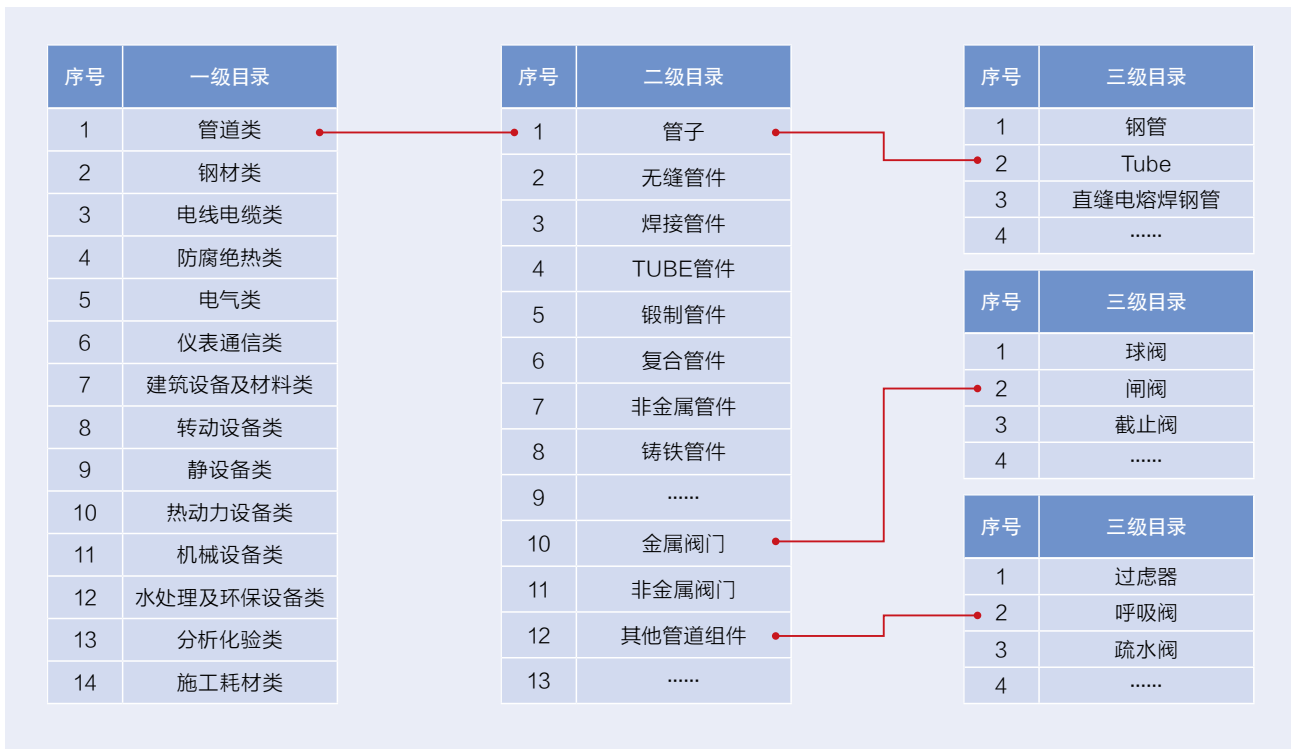 序号 一级目录
1 管道类
2 钢材类
3 电线电缆类
4 防腐绝热类
5 电气类
6 仪表通信类
7 建筑设备及材料类
8 转动设备类
9 静设备类
10 热动力设备类
11 机械设备类
12 水处理及环保设备类
13 分析化验类
14 施工耗材类
序号 二级目录
1 管子
2 无缝管件
3 焊接管件
4 TUBE管件
5 锻制管件
6 复合管件
7 非金属管件
8 铸铁管件
9 ······
10 金属阀门
11 非金属阀门
12 其他管道组件
13 ······
序号 三级目录
1 钢管
2 Tube
3 直缝电熔焊钢管
4 ······
序号 三级目录
1 球阀
2 闸阀
3 截止阀
4 ······
序号 三级目录
1 过虑器
2 呼吸阀
3 疏水阀
4 ······